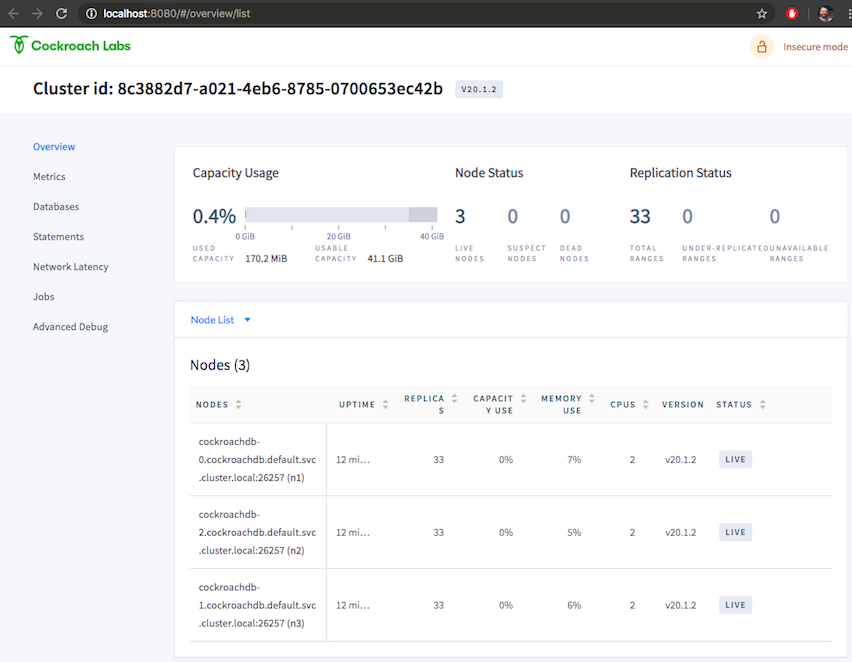 localhost:8080/#/overview/list
Cockroach Labs
Insecure mode
Cluster id: 8c3882d7-a021-4eb6-8785-0700653ec42b
V20.1.2
Overview
Metrics
Databases
Statements
Network Latency
Jobs
Advanced Debug
Capacity Usage
0.4%
0 GiB
20 GiB
40 GiB
USED
CAPACITY
170.2 MiB
USABLE
CAPACITY
41.1 GiB
Node Status
3
0
0
LIVE
NODES
SUSPECT
NODES
DEAD
NODES
Replication Status
33
0
0
TOTAL
RANGES
UNDER-REPLICATED
RANGES
UNAVAILABLE
RANGES
Node List
Nodes (3)
NODES
UPTIME
REPLICA
S
CAPACIT
Y USE
MEMORY
USE
CPUS
VERSION
STATUS
cockroachdb-
0.cockroachdb.default.svc
.cluster.local:26257 (n1)
12 mi...
33
0%
7%
2
v20.1.2
LIVE
cockroachdb-
2.cockroachdb.default.svc
.cluster.local:26257 (n2)
12 mi...
33
0%
5%
2
v20.1.2
LIVE
cockroachdb-
1.cockroachdb.default.svc
.cluster.local:26257 (n3)
12 mi...
33
0%
6%
2
v20.1.2
LIVE